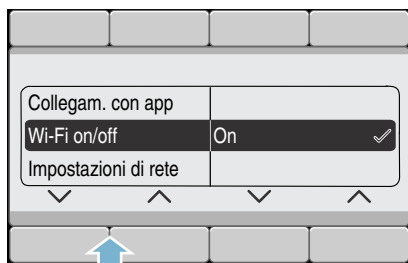 Collegam. con app
Wi-Fi on/off On
Impostazioni di rete